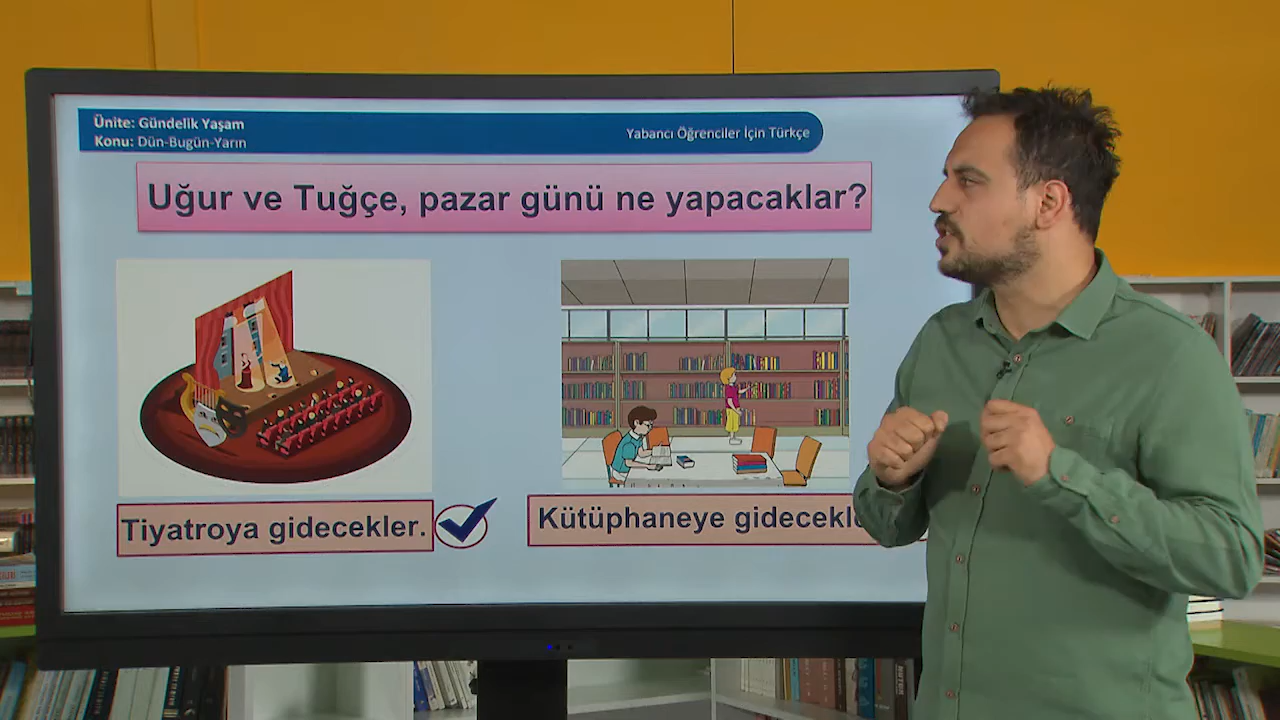 Ünite: Gündelik Yaşam
Konu: Dün-Bugün-Yarın
Yabancı Öğrenciler İçin Türkçe
Uğur ve Tuğçe, pazar günü ne yapacaklar?
Tiyatroya gidecekler.
Kütüphaneye